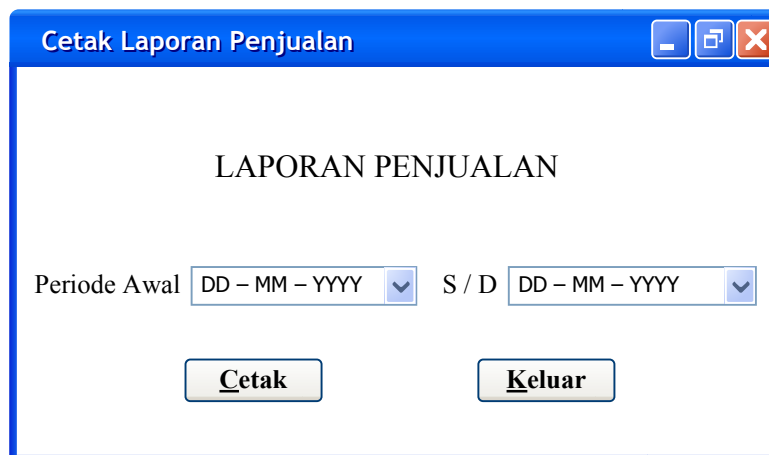 Cetak Laporan Penjualan
LAPORAN PENJUALAN
Periode Awal DD – MM – YYYY S / D DD – MM – YYYY
Cetak Keluar